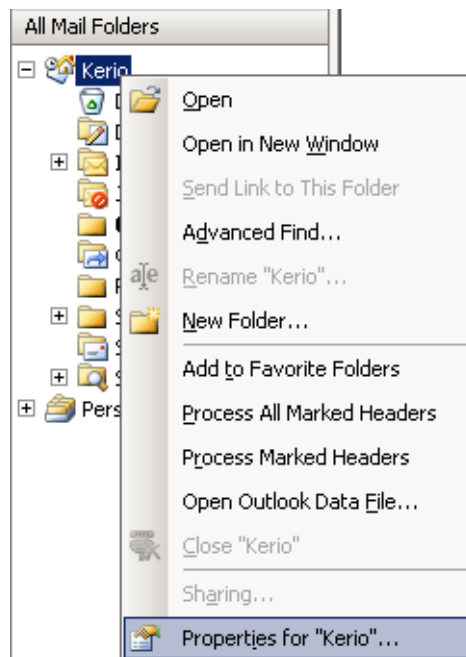 All Mail Folders
Kerio
Open
Open in New Window
Send Link to This Folder
Advanced Find...
Rename "Kerio"...
New Folder...
Add to Favorite Folders
Process All Marked Headers
Process Marked Headers
Open Outlook Data File...
Close "Kerio"
Sharing...
Pers
Properties for "Kerio"...